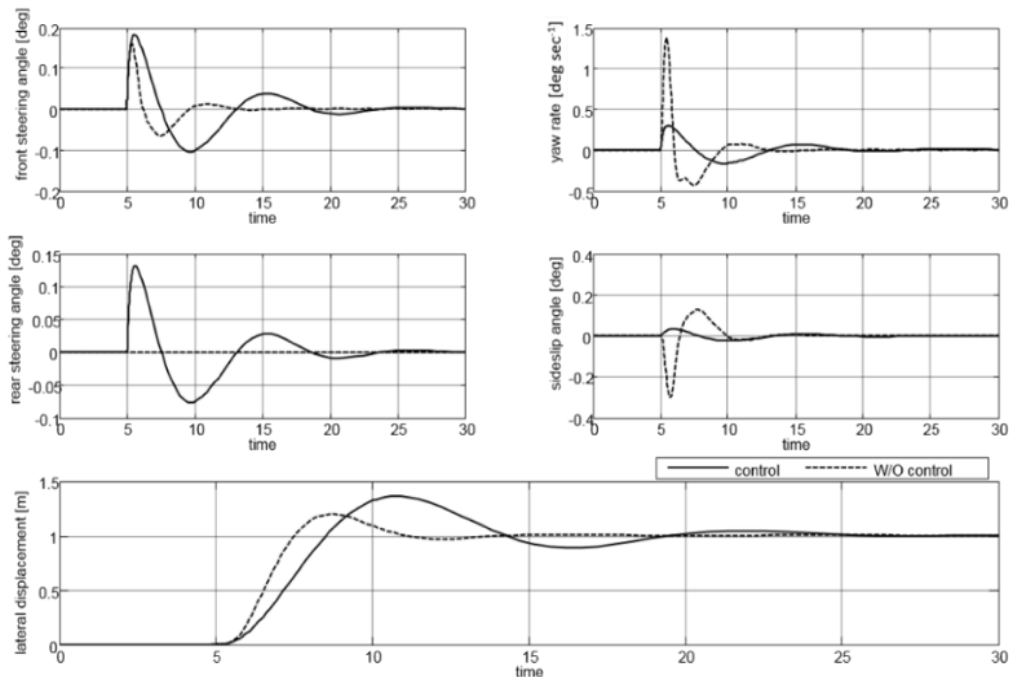 front steering angle [deg]
0.2
0.1
0
-0.1
-0.2
0 5 10 15 20 25 30
time
yaw rate [deg sec⁻¹]
1.5
1
0.5
0
-0.5
0 5 10 15 20 25 30
time
rear steering angle [deg]
0.15
0.1
0.05
0
-0.05
-0.1
0 5 10 15 20 25 30
time
sideslip angle [deg]
0.4
0.2
0
-0.2
-0.4
0 5 10 15 20 25 30
time
control W/O control
lateral displacement [m]
1.5
1
0.5
0
0 5 10 15 20 25 30
time